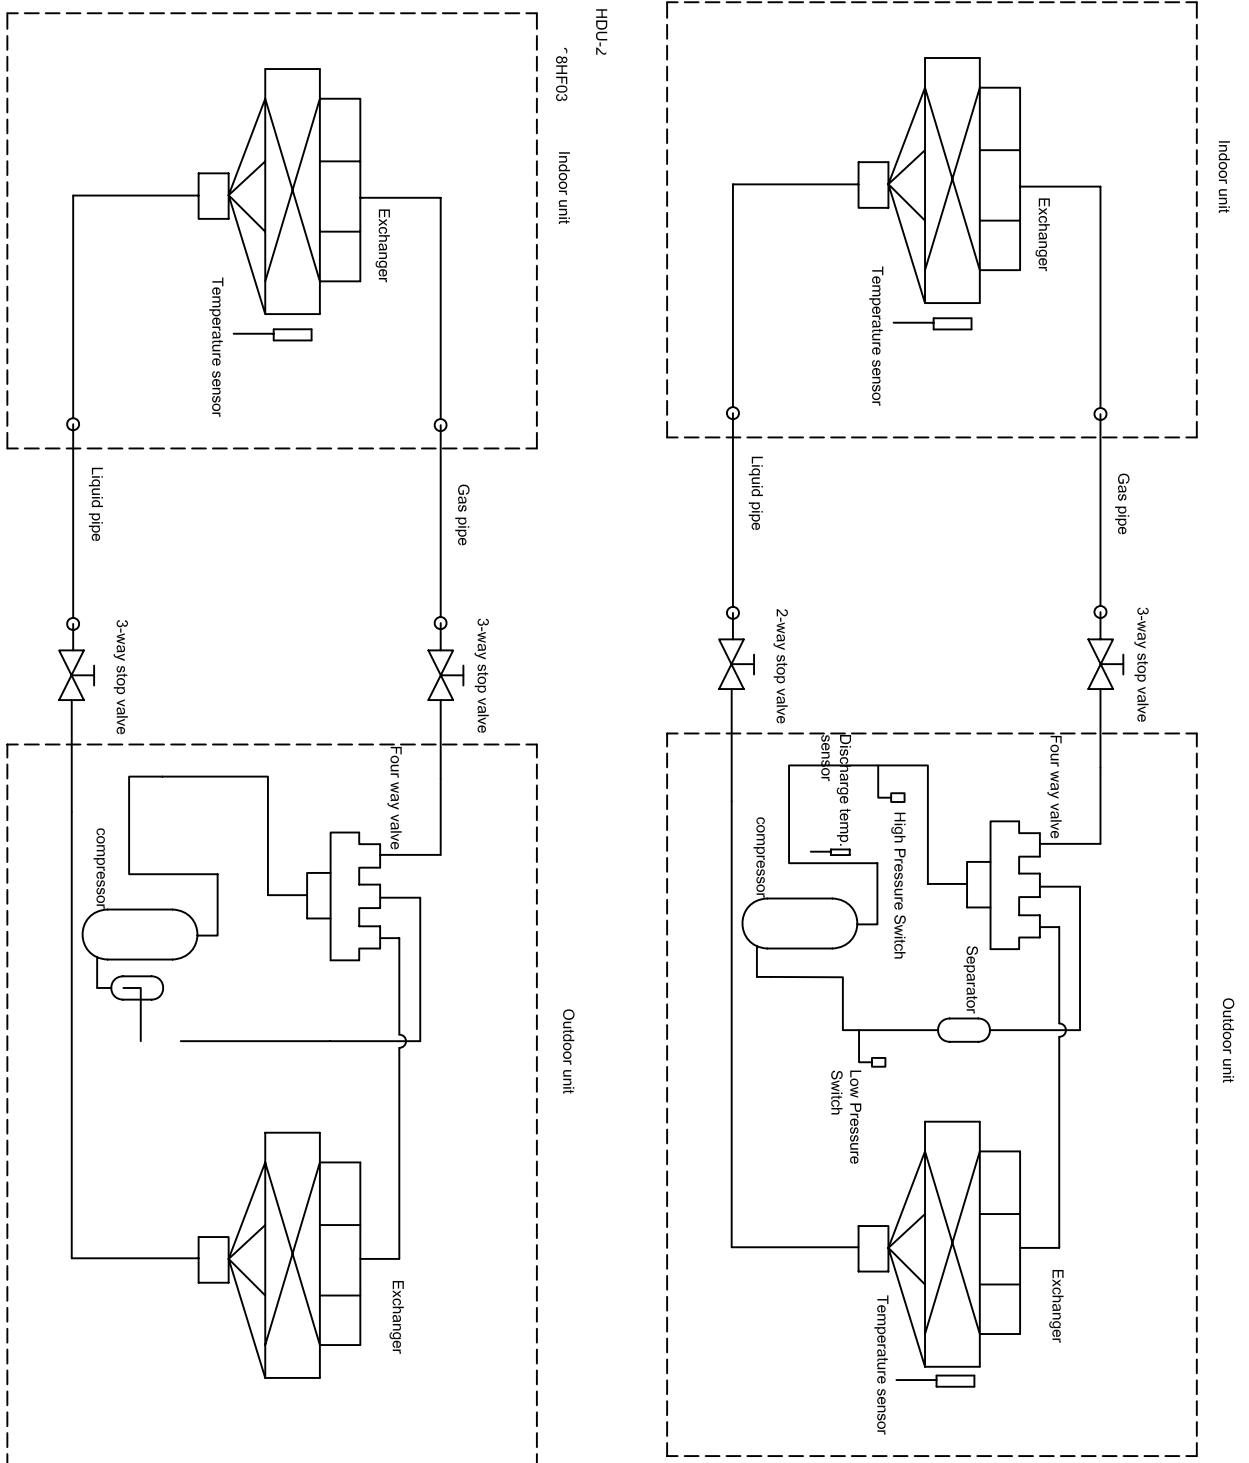 Indoor unit
Exchanger
Temperature sensor
Gas pipe
Liquid pipe
3-way stop valve
2-way stop valve
Four way valve
Discharge temp.
sensor
High Pressure Switch
compressor
Separator
Low Pressure
Switch
Outdoor unit
Exchanger
Temperature sensor
HDU-2
8HF03
Indoor unit
Exchanger
Temperature sensor
Gas pipe
Liquid pipe
3-way stop valve
3-way stop valve
Four way valve
compressor
Outdoor unit
Exchanger